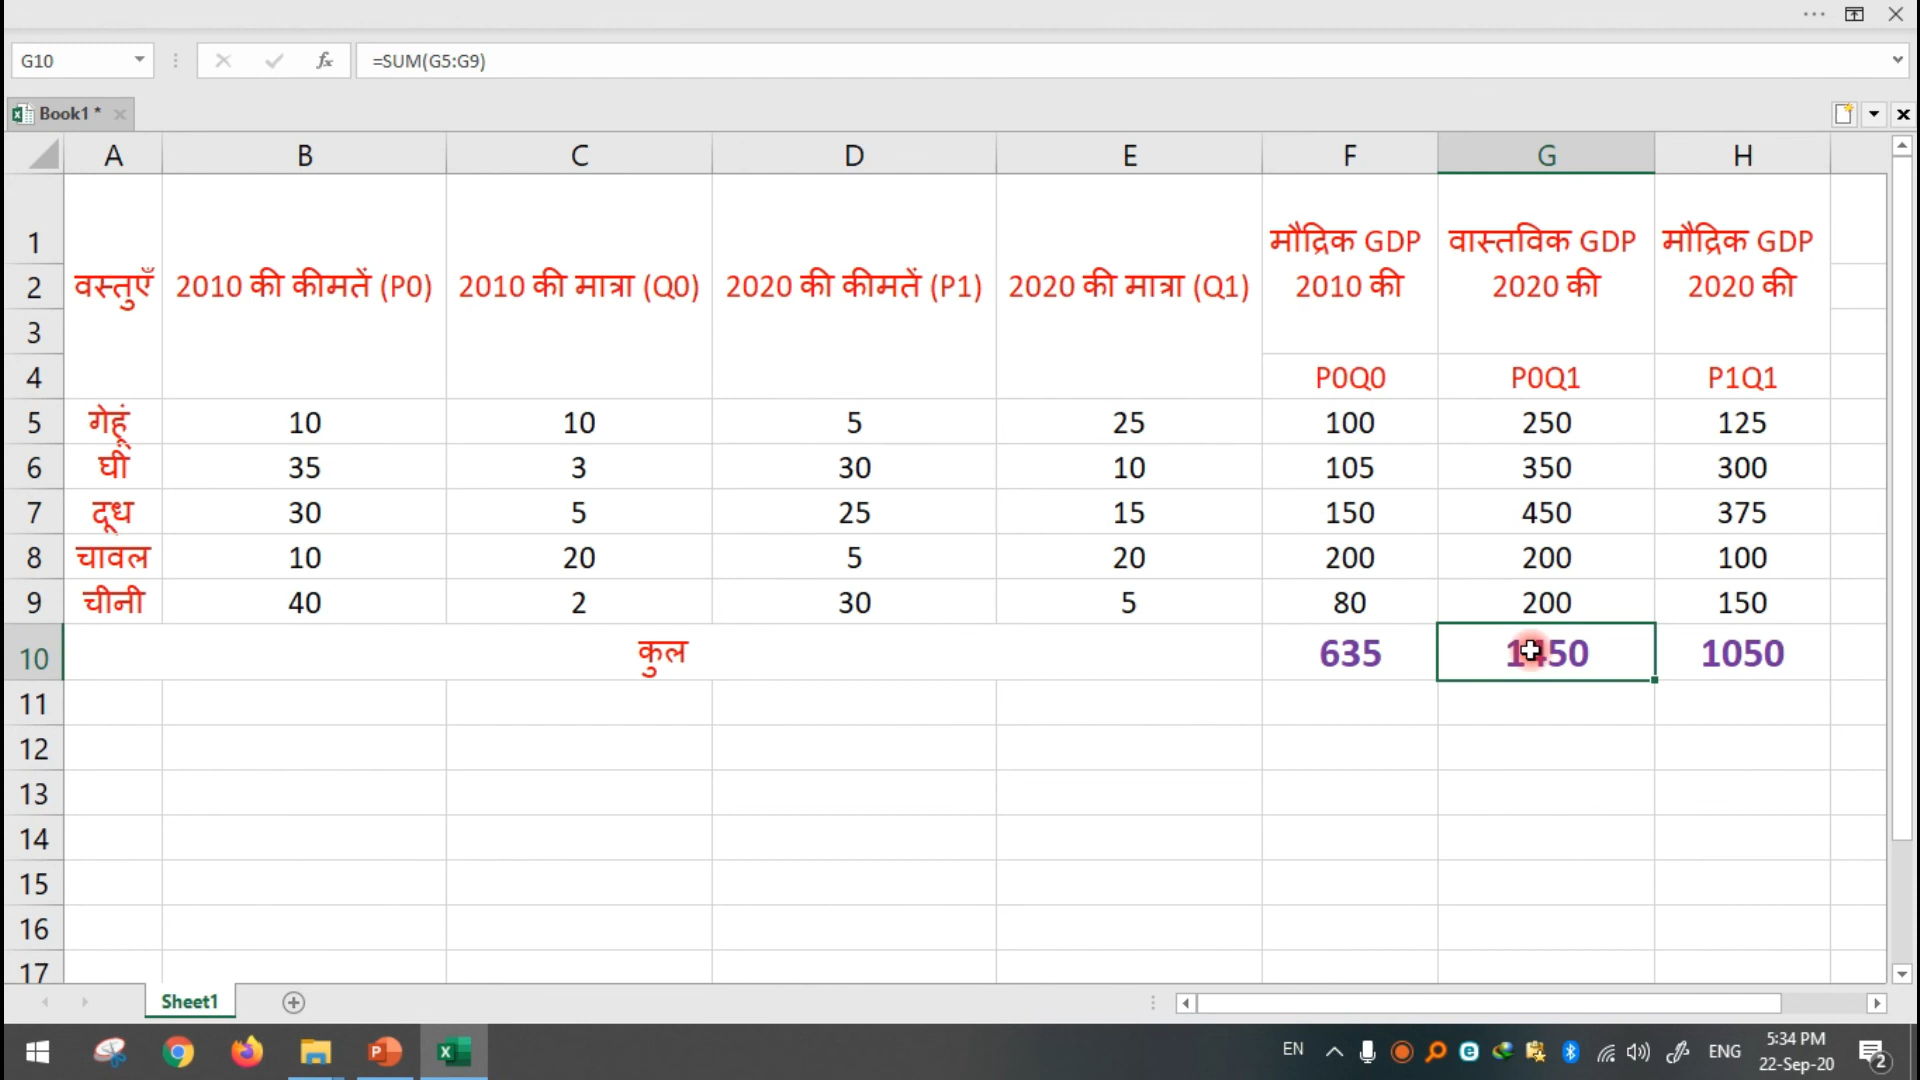 G10
fx
=SUM(G5:G9)
Book1 *
A B C D E F G H
1
2
3
4
वस्तुएँ
2010 की कीमतें (P0)
2010 की मात्रा (Q0)
2020 की कीमतें (P1)
2020 की मात्रा (Q1)
मौद्रिक GDP
2010 की
वास्तविक GDP
2020 की
मौद्रिक GDP
2020 की
P0Q0 P0Q1 P1Q1
5 गेहूं 10 10 5 25 100 250 125
6 घी 35 3 30 10 105 350 300
7 दूध 30 5 25 15 150 450 375
8 चावल 10 20 5 20 200 200 100
9 चीनी 40 2 30 5 80 200 150
10 कुल 635 1450 1050
11
12
13
14
15
16
17
Sheet1
EN
ENG
5:34 PM
22-Sep-20
2